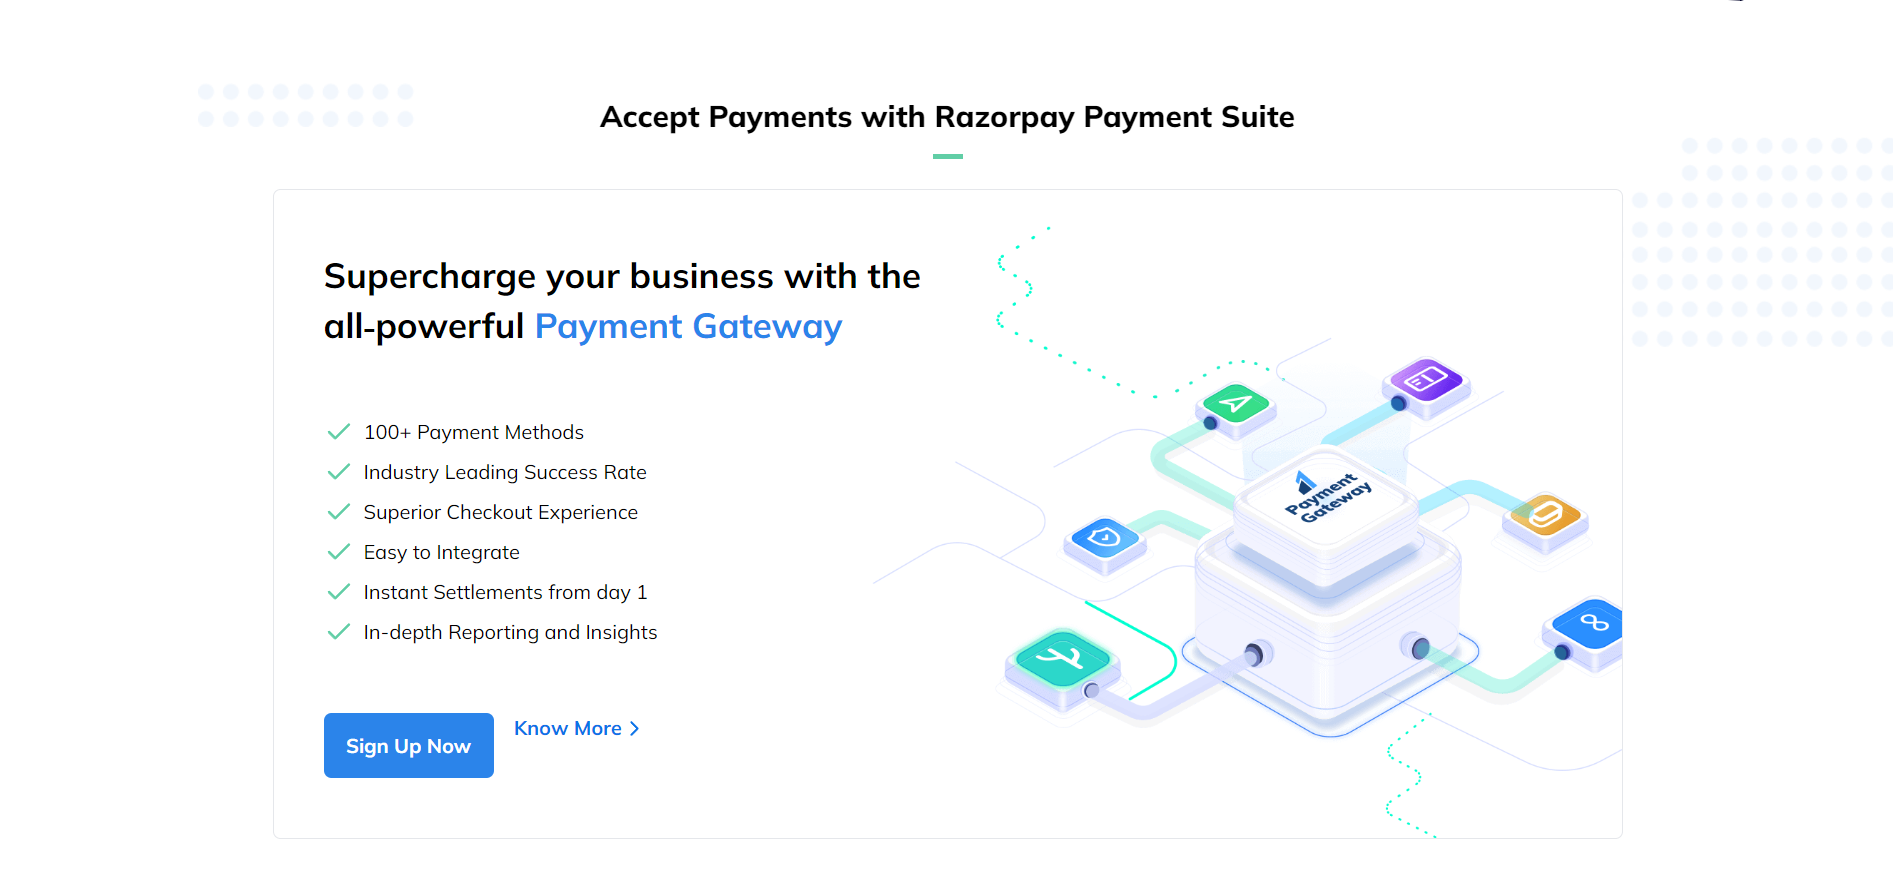 Accept Payments with Razorpay Payment Suite
Supercharge your business with the
all-powerful Payment Gateway
100+ Payment Methods
Industry Leading Success Rate
Superior Checkout Experience
Easy to Integrate
Instant Settlements from day 1
In-depth Reporting and Insights
Sign Up Now
Know More
Payment
Gateway